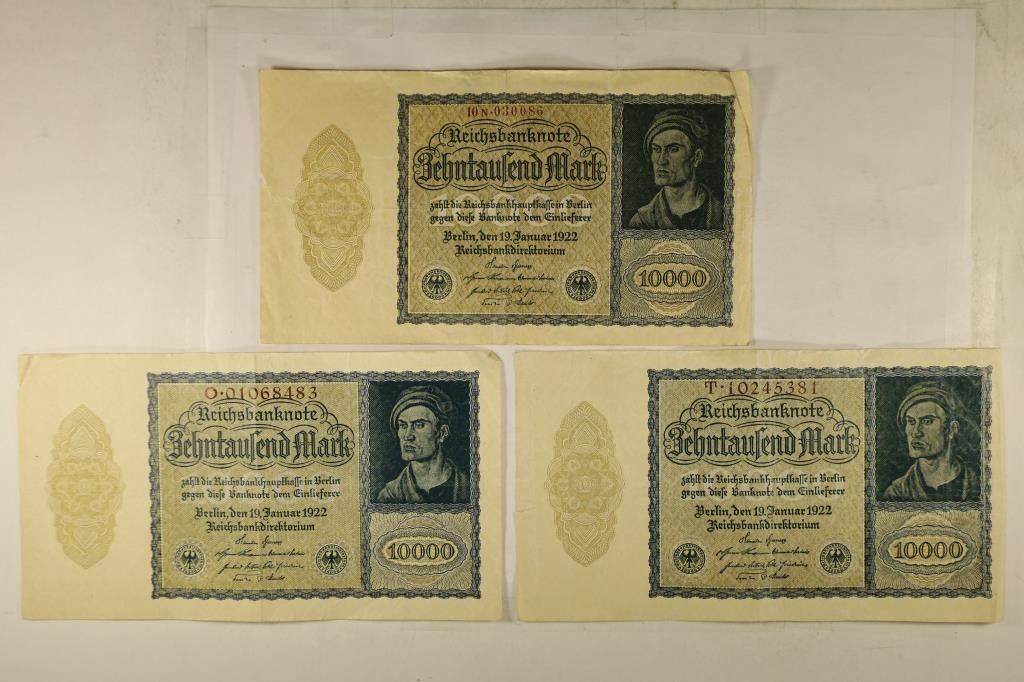 10N·030086
Reichsbanknote
Zehntausend Mark
zahlt die Reichsbankhauptkasse in Berlin
gegen diese Banknote dem Einlieferer
Berlin, den 19. Januar 1922
Reichsbankdirektorium
10000
O·01068483
Reichsbanknote
Zehntausend Mark
zahlt die Reichsbankhauptkasse in Berlin
gegen diese Banknote dem Einlieferer
Berlin, den 19. Januar 1922
Reichsbankdirektorium
10000
T·10245381
Reichsbanknote
Zehntausend Mark
zahlt die Reichsbankhauptkasse in Berlin
gegen diese Banknote dem Einlieferer
Berlin, den 19. Januar 1922
Reichsbankdirektorium
10000